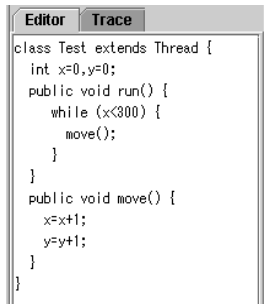 Editor Trace
class Test extends Thread {
  int x=0,y=0;
  public void run() {
     while (x<300) {
       move();
     }
  }
  public void move() {
    x=x+1;
    y=y+1;
  }
}